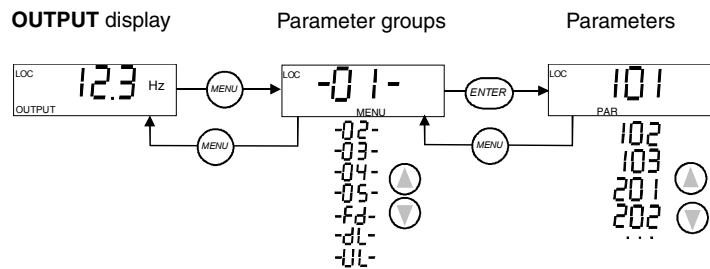 OUTPUT display
Parameter groups
Parameters
LOC 12.3 Hz
OUTPUT
MENU
MENU
LOC -01-
MENU
-02-
-03-
-04-
-05-
-Fd-
-dL-
-UL-
ENTER
MENU
LOC 101
PAR
102
103
201
202
...